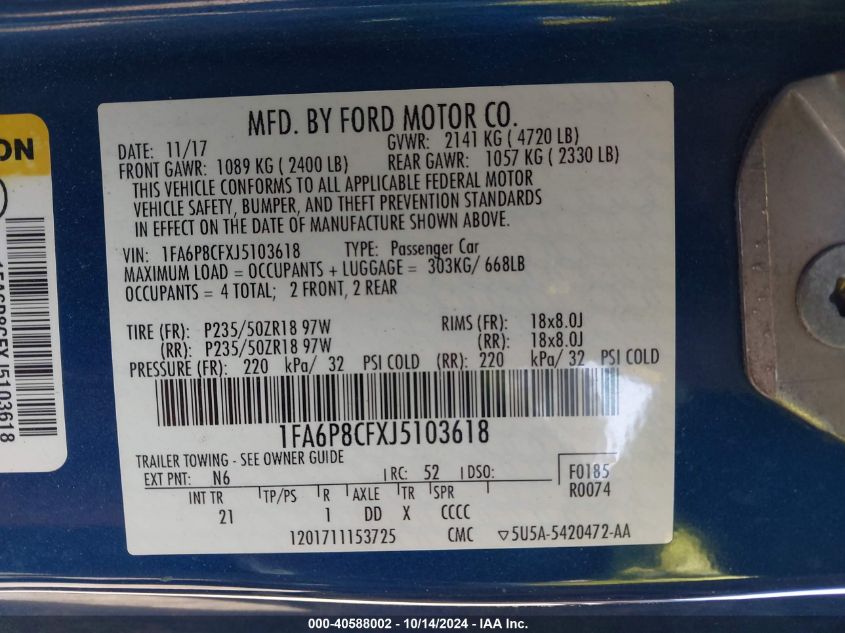 MFD. BY FORD MOTOR CO.
DATE: 11/17 GVWR: 2141 KG ( 4720 LB)
FRONT GAWR: 1089 KG ( 2400 LB) REAR GAWR: 1057 KG ( 2330 LB)
THIS VEHICLE CONFORMS TO ALL APPLICABLE FEDERAL MOTOR
VEHICLE SAFETY, BUMPER, AND THEFT PREVENTION STANDARDS
IN EFFECT ON THE DATE OF MANUFACTURE SHOWN ABOVE.
VIN: 1FA6P8CFXJ5103618 TYPE: Passenger Car
MAXIMUM LOAD = OCCUPANTS + LUGGAGE = 303KG/ 668LB
OCCUPANTS = 4 TOTAL; 2 FRONT, 2 REAR
TIRE (FR): P235/50ZR18 97W RIMS (FR): 18x8.0J
(RR): P235/50ZR18 97W (RR): 18x8.0J
PRESSURE (FR): 220 kPa/ 32 PSI COLD (RR): 220 kPa/ 32 PSI COLD
1FA6P8CFXJ5103618
TRAILER TOWING - SEE OWNER GUIDE
EXT PNT: N6 RC: 52 DSO: F0185
R0074
INT TR TP/PS R AXLE TR SPR
21 1 DD X CCCC
1201711153725 CMC ▽5U5A-5420472-AA
ON
1FA6P8CFXJ5103618
000-40588002 - 10/14/2024 - IAA Inc.